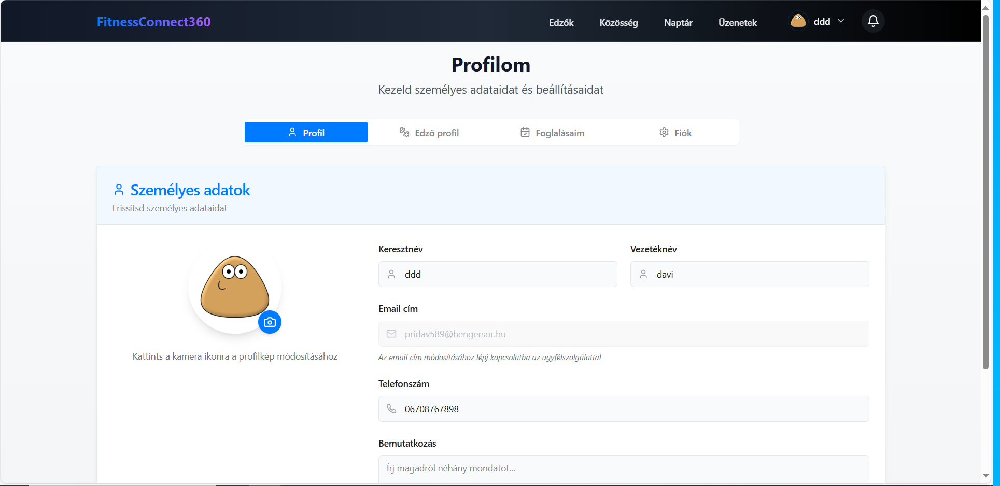 FitnessConnect360
Edzők
Közösség
Naptár
Üzenetek
ddd
Profilom
Kezeld személyes adataidat és beállításaidat
Profil
Edző profil
Foglalásaim
Fiók
Személyes adatok
Frissítsd személyes adataidat
Kattints a kamera ikonra a profilkép módosításához
Keresztnév
Vezetéknév
ddd
davi
Email cím
pridav589@hengersor.hu
Az email cím módosításához lépj kapcsolatba az ügyfélszolgálattal
Telefonszám
06708767898
Bemutatkozás
Írj magadról néhány mondatot...